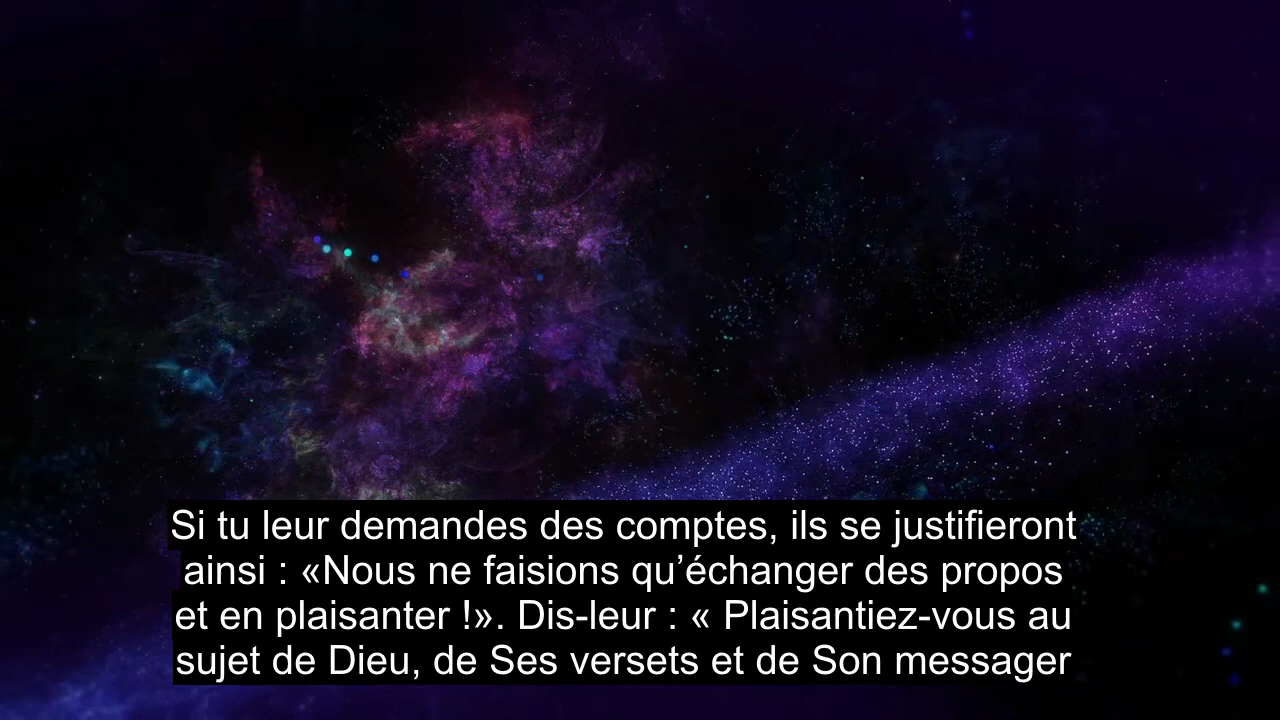 Si tu leur demandes des comptes, ils se justifieront
ainsi : «Nous ne faisions qu’échanger des propos
et en plaisanter !». Dis-leur : « Plaisantiez-vous au
sujet de Dieu, de Ses versets et de Son messager